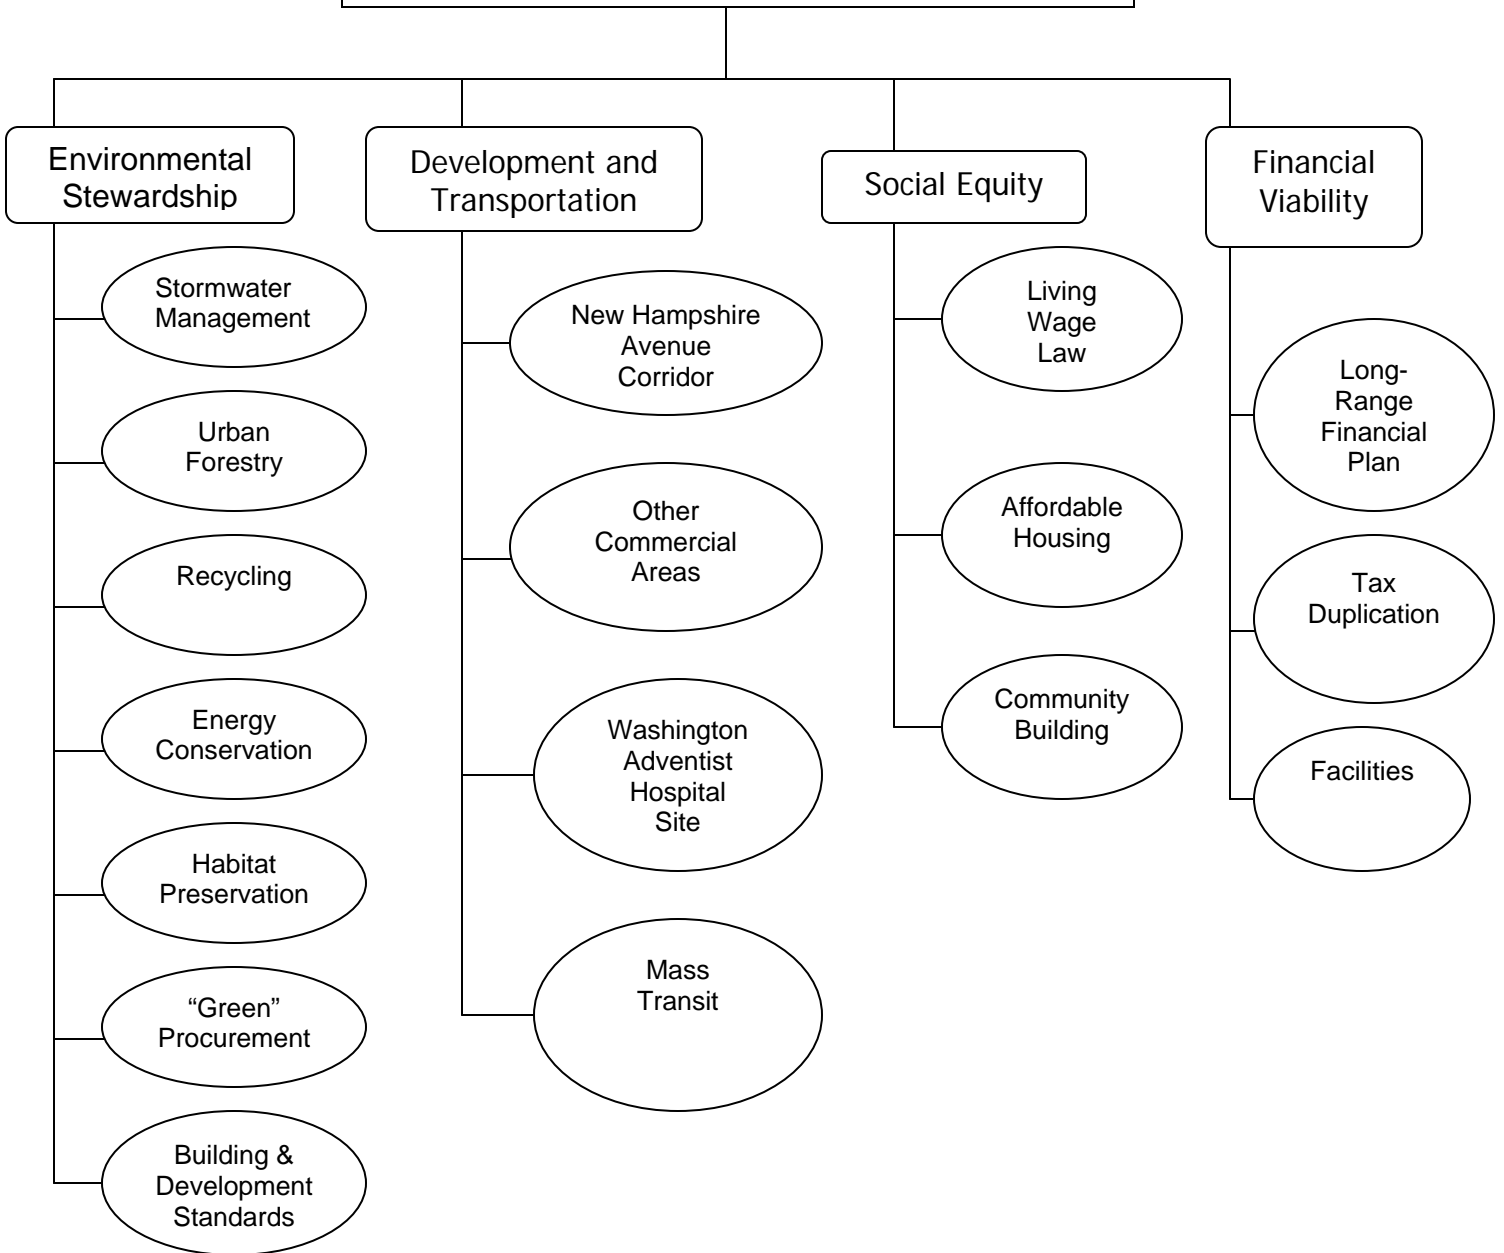 Environmental
Stewardship
Stormwater
Management
Urban
Forestry
Recycling
Energy
Conservation
Habitat
Preservation
“Green”
Procurement
Building &
Development
Standards
Development and
Transportation
New Hampshire
Avenue
Corridor
Other
Commercial
Areas
Washington
Adventist
Hospital
Site
Mass
Transit
Social Equity
Living
Wage
Law
Affordable
Housing
Community
Building
Financial
Viability
Long-
Range
Financial
Plan
Tax
Duplication
Facilities